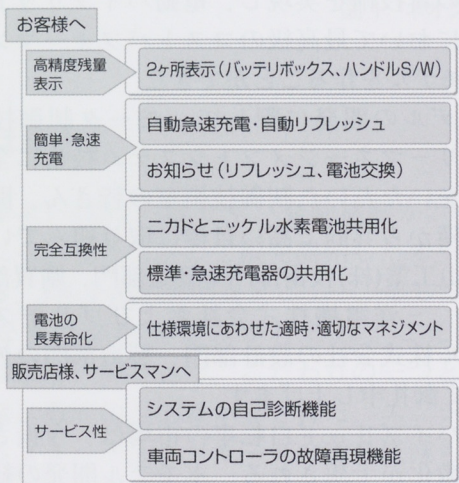 お客様へ
高精度残量
表示
2ヶ所表示(バッテリボックス、ハンドルS/W)
簡単・急速
充電
自動急速充電・自動リフレッシュ
お知らせ(リフレッシュ、電池交換)
完全互換性
ニカドとニッケル水素電池共用化
標準・急速充電器の共用化
電池の
長寿命化
仕様環境にあわせた適時・適切なマネジメント
販売店様、サービスマンへ
サービス性
システムの自己診断機能
車両コントローラの故障再現機能